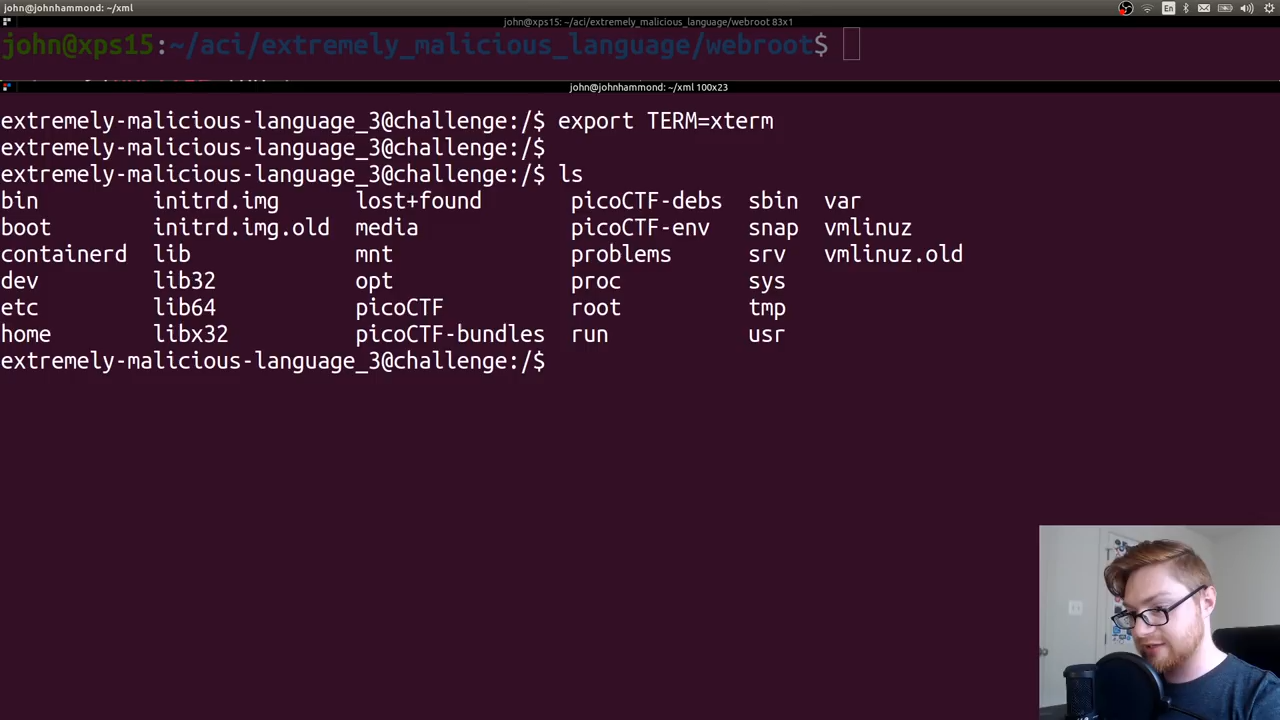 john@johnhammond: ~/xml
En
john@xps15: ~/aci/extremely_malicious_language/webroot 83x1
john@xps15:~/aci/extremely_malicious_language/webroot$
john@johnhammond: ~/xml 100x23
extremely-malicious-language_3@challenge:/$ export TERM=xterm
extremely-malicious-language_3@challenge:/$
extremely-malicious-language_3@challenge:/$ ls
bin initrd.img lost+found picoCTF-debs sbin var
boot initrd.img.old media picoCTF-env snap vmlinuz
containerd lib mnt problems srv vmlinuz.old
dev lib32 opt proc sys
etc lib64 picoCTF root tmp
home libx32 picoCTF-bundles run usr
extremely-malicious-language_3@challenge:/$